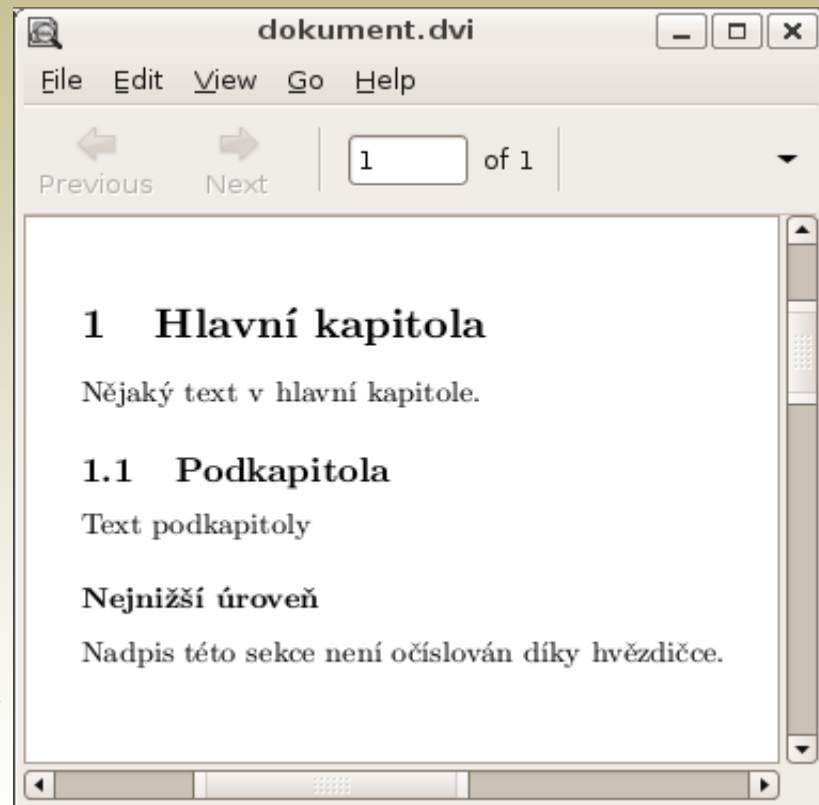 dokument.dvi
File Edit View Go Help
Previous Next 1 of 1
1 Hlavní kapitola
Nějaký text v hlavní kapitole.
1.1 Podkapitola
Text podkapitoly
Nejnižší úroveň
Nadpis této sekce není očíslován díky hvězdičce.